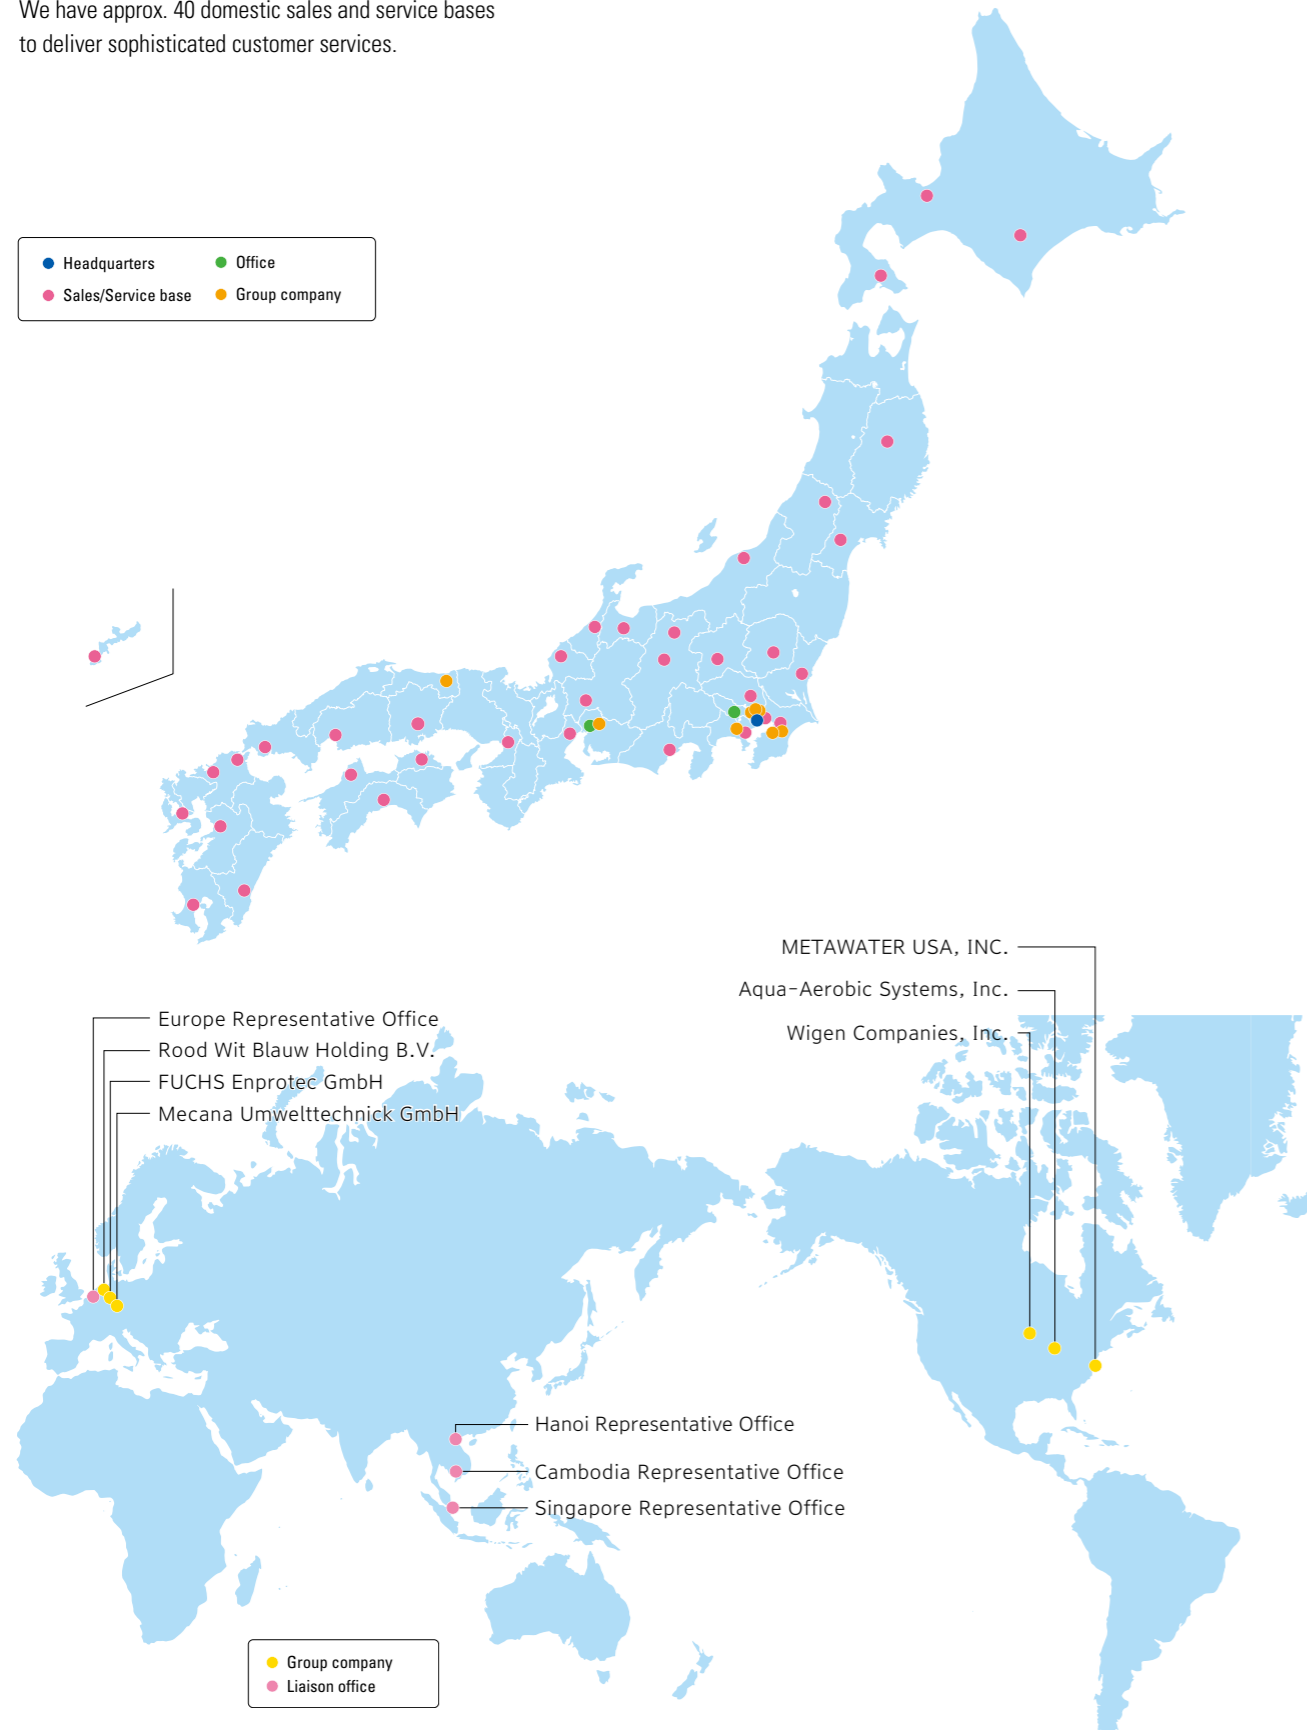 We have approx. 40 domestic sales and service bases
to deliver sophisticated customer services.
Headquarters
Office
Sales/Service base
Group company
METAWATER USA, INC.
Aqua-Aerobic Systems, Inc.
Wigen Companies, Inc.
Europe Representative Office
Rood Wit Blauw Holding B.V.
FUCHS Enprotec GmbH
Mecana Umwelttechnick GmbH
Hanoi Representative Office
Cambodia Representative Office
Singapore Representative Office
Group company
Liaison office